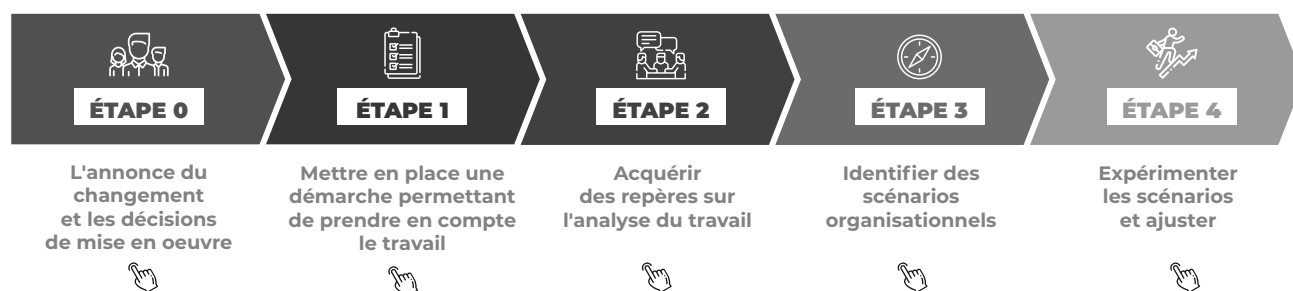 ÉTAPE 0
ÉTAPE 1
ÉTAPE 2
ÉTAPE 3
ÉTAPE 4
L'annonce du
changement
et les décisions
de mise en oeuvre
Mettre en place une
démarche permettant
de prendre en compte
le travail
Acquérir
des repères sur
l'analyse du travail
Identifier des
scénarios
organisationnels
Expérimenter
les scénarios
et ajuster